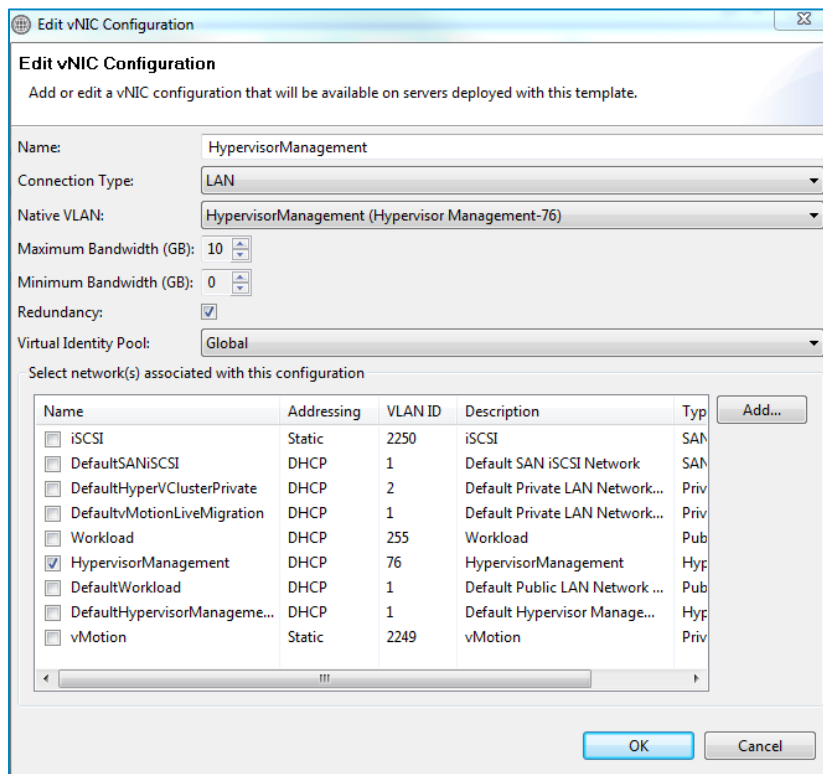 Edit vNIC Configuration
Edit vNIC Configuration
Add or edit a vNIC configuration that will be available on servers deployed with this template.
Name: HypervisorManagement
Connection Type: LAN
Native VLAN: HypervisorManagement (Hypervisor Management-76)
Maximum Bandwidth (GB): 10
Minimum Bandwidth (GB): 0
Redundancy:
Virtual Identity Pool: Global
Select network(s) associated with this configuration
Name Addressing VLAN ID Description Typ Add...
iSCSI Static 2250 iSCSI SAN
DefaultSANiSCSI DHCP 1 Default SAN iSCSI Network SAN
DefaultHyperVClusterPrivate DHCP 2 Default Private LAN Network... Priv
DefaultvMotionLiveMigration DHCP 1 Default Private LAN Network... Priv
Workload DHCP 255 Workload Pub
HypervisorManagement DHCP 76 HypervisorManagement Hyp
DefaultWorkload DHCP 1 Default Public LAN Network ... Pub
DefaultHypervisorManageme... DHCP 1 Default Hypervisor Manage... Hyp
vMotion Static 2249 vMotion Priv
OK Cancel